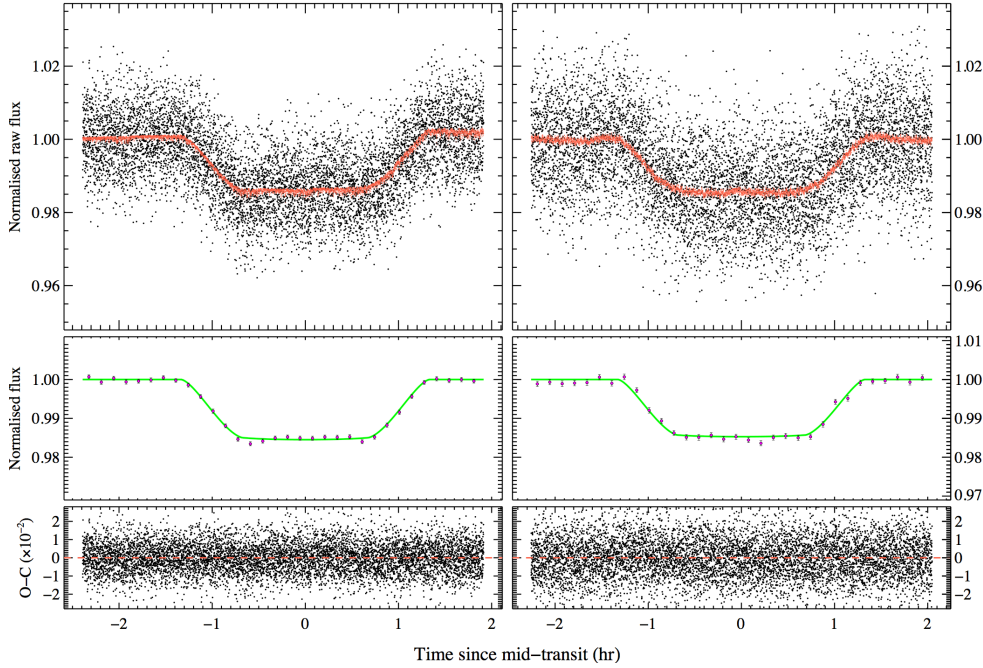 Normalised raw flux
1.02 1.00 0.98 0.96
1.02 1.00 0.98 0.96
Normalised flux
1.00 0.99 0.98
1.01 1.00 0.99 0.98 0.97
O−C (×10⁻²)
2 1 0 −1 −2
2 1 0 −1 −2
−2 −1 0 1 2
−2 −1 0 1 2
Time since mid-transit (hr)